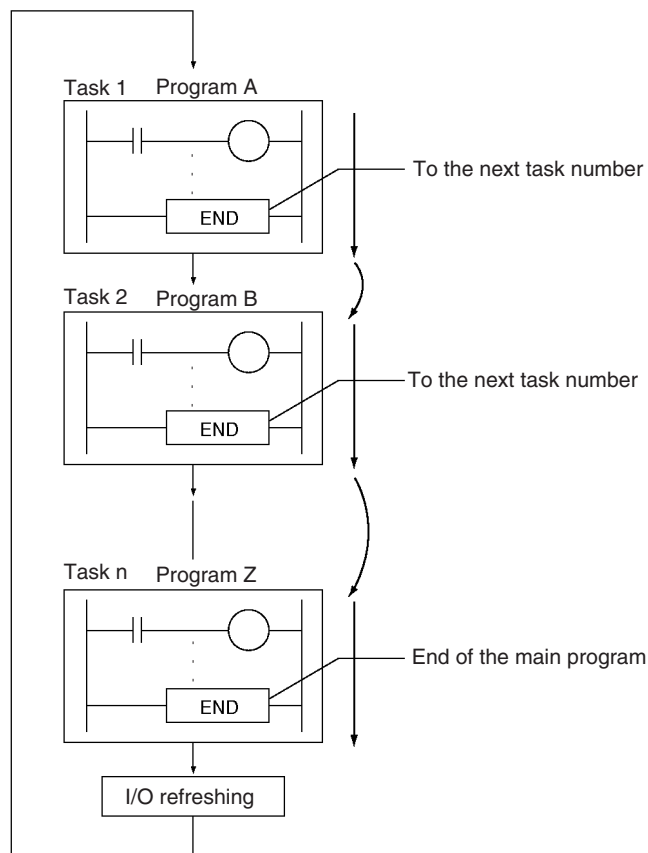 Task 1 Program A
END
To the next task number
Task 2 Program B
END
To the next task number
Task n Program Z
END
End of the main program
I/O refreshing